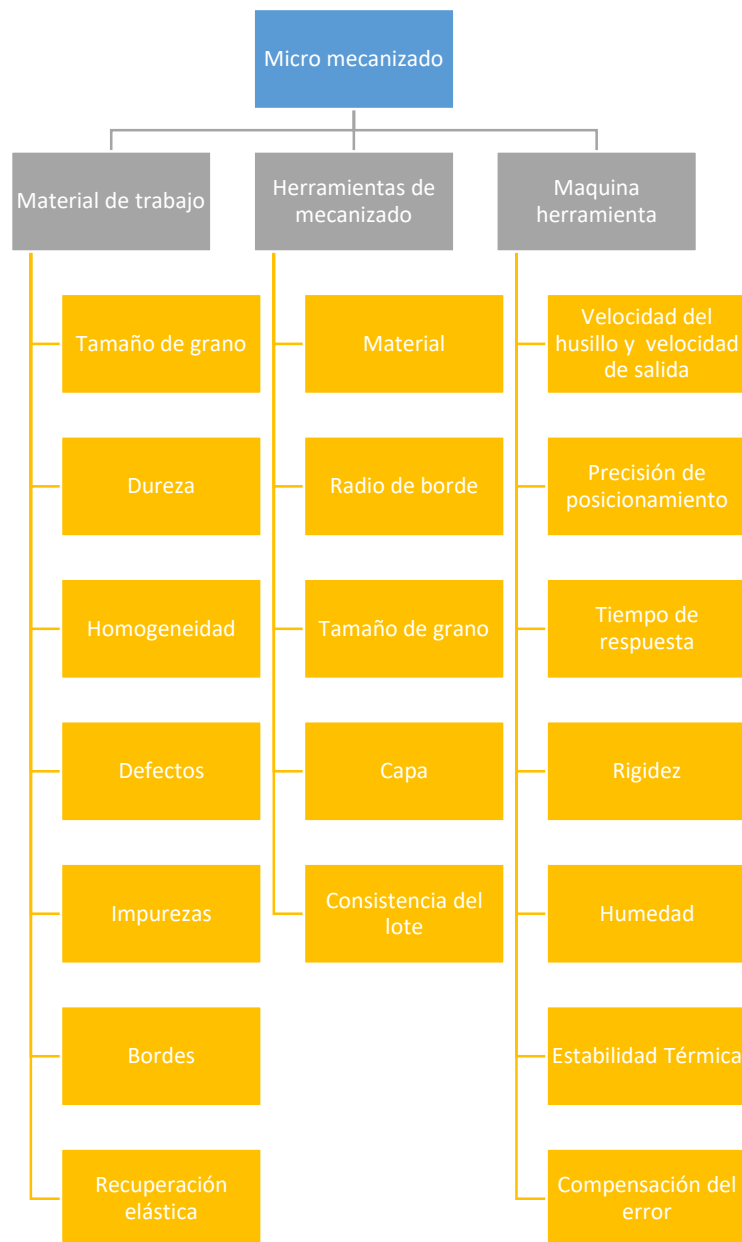 Micro mecanizado
Material de trabajo
Tamaño de grano
Dureza
Homogeneidad
Defectos
Impurezas
Bordes
Recuperación
elástica
Herramientas de
mecanizado
Material
Radio de borde
Tamaño de grano
Capa
Consistencia del
lote
Maquina
herramienta
Velocidad del
husillo y velocidad
de salida
Precisión de
posicionamiento
Tiempo de
respuesta
Rigidez
Humedad
Estabilidad Térmica
Compensación del
error